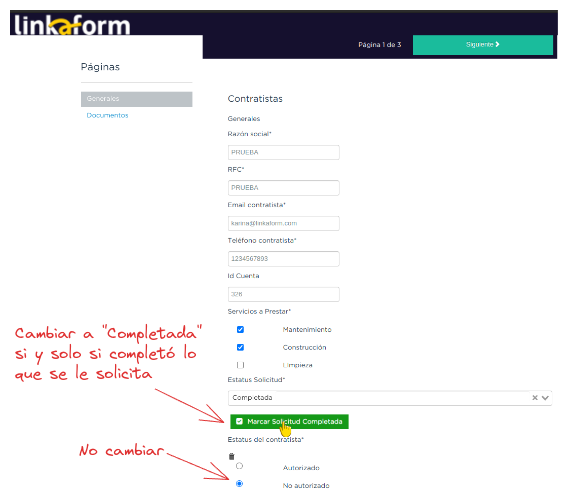 linkaform
Página 1 de 3
Siguiente
Páginas
Generales
Documentos
Contratistas
Generales
Razón social*
PRUEBA
RFC*
PRUEBA
Email contratista*
karina@linkaform.com
Teléfono contratista*
1234567893
Id Cuenta
326
Servicios a Prestar*
Mantenimiento
Construcción
Limpieza
Cambiar a "Completada"
si y solo si completó lo
que se le solicita
Estatus Solicitud*
Completada
Marcar Solicitud Completada
Estatus del contratista*
No cambiar
Autorizado
No autorizado